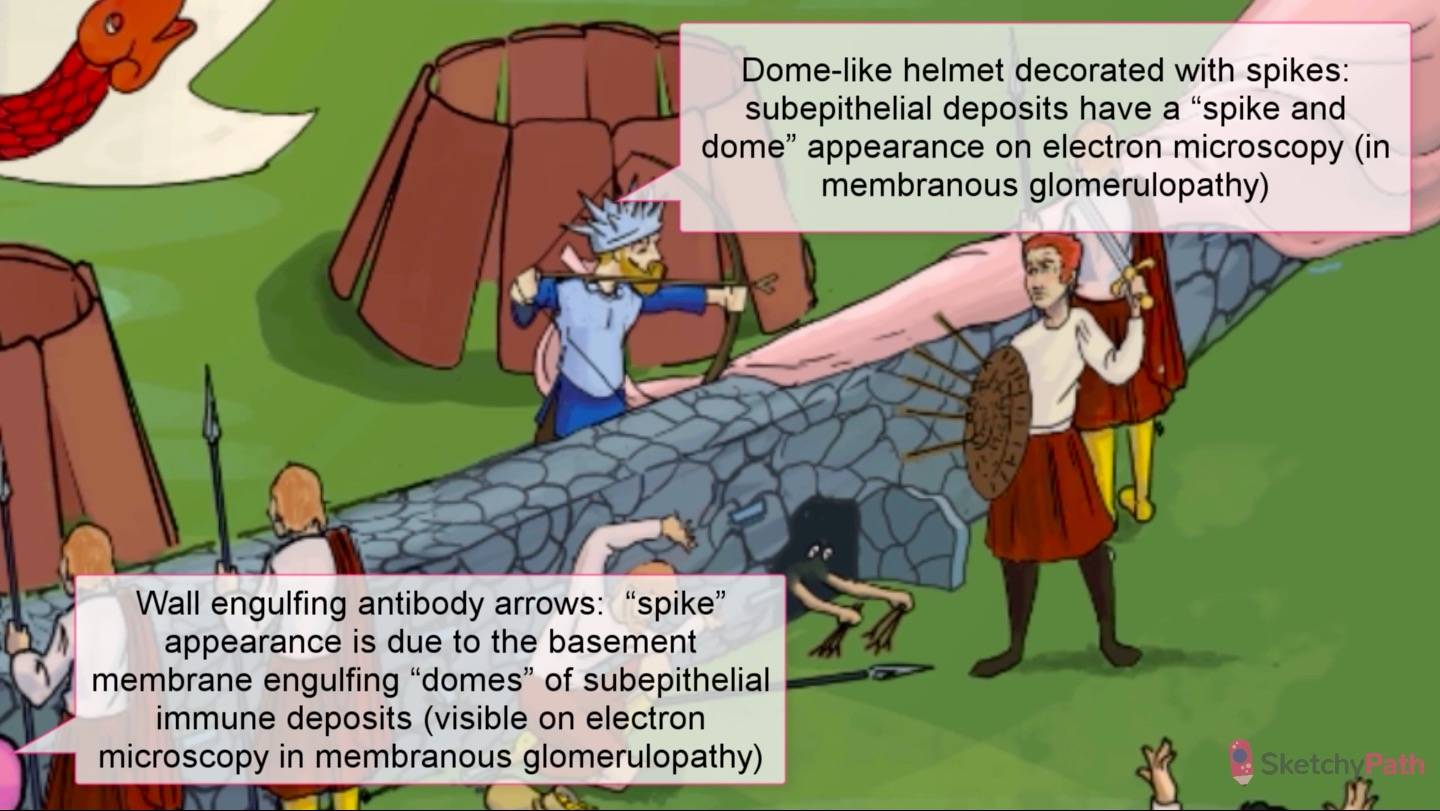 Dome-like helmet decorated with spikes:
subepithelial deposits have a “spike and
dome” appearance on electron microscopy (in
membranous glomerulopathy)
Wall engulfing antibody arrows:  “spike”
appearance is due to the basement
membrane engulfing “domes” of subepithelial
immune deposits (visible on electron
microscopy in membranous glomerulopathy)
SketchyPath